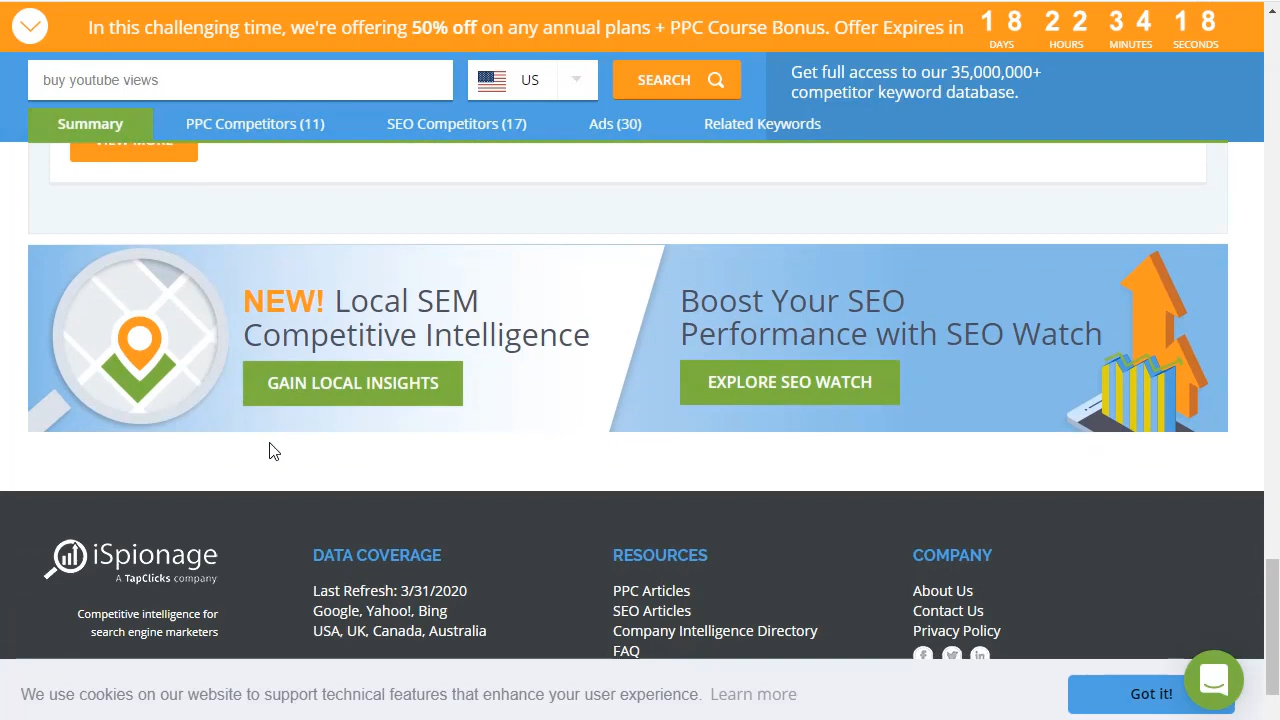 In this challenging time, we're offering 50% off on any annual plans + PPC Course Bonus. Offer Expires in
18 22 34 18
DAYS HOURS MINUTES SECONDS
buy youtube views
US
SEARCH
Get full access to our 35,000,000+
competitor keyword database.
Summary
PPC Competitors (11)
SEO Competitors (17)
Ads (30)
Related Keywords
VIEW MORE
NEW! Local SEM
Competitive Intelligence
GAIN LOCAL INSIGHTS
Boost Your SEO
Performance with SEO Watch
EXPLORE SEO WATCH
iSpionage
A TapClicks company
Competitive intelligence for
search engine marketers
DATA COVERAGE
Last Refresh: 3/31/2020
Google, Yahoo!, Bing
USA, UK, Canada, Australia
RESOURCES
PPC Articles
SEO Articles
Company Intelligence Directory
FAQ
COMPANY
About Us
Contact Us
Privacy Policy
We use cookies on our website to support technical features that enhance your user experience. Learn more
Got it!